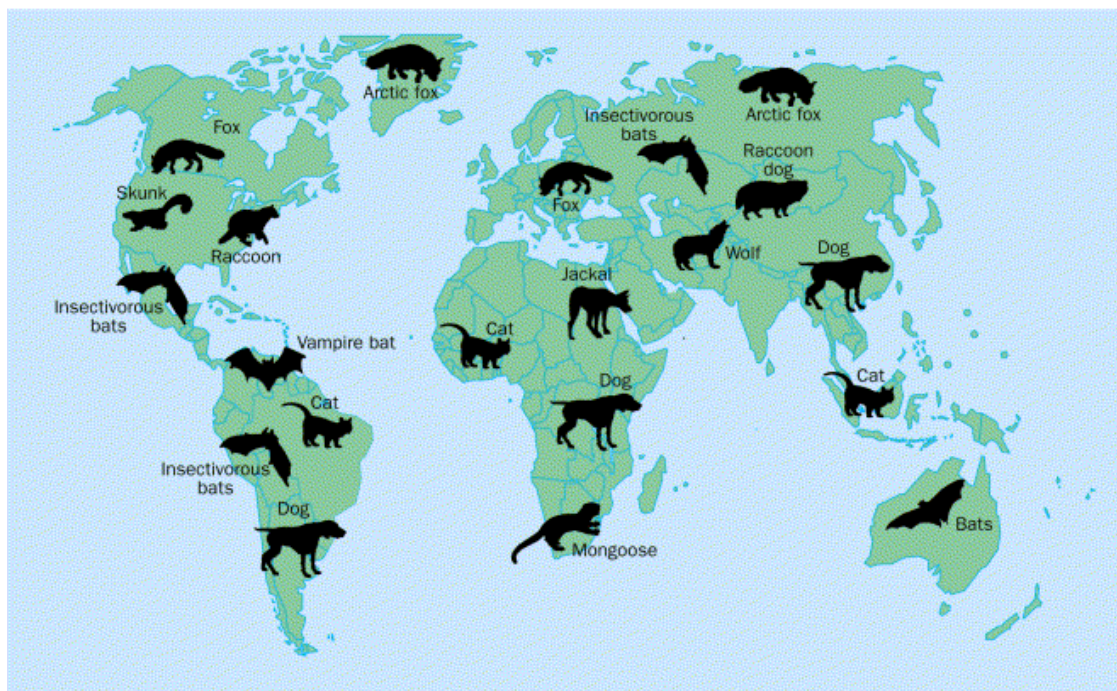 Arctic fox
Fox
Skunk
Raccoon
Insectivorous
bats
Vampire bat
Cat
Insectivorous
bats
Dog
Insectivorous
bats
Arctic fox
Raccoon
dog
Fox
Wolf
Dog
Jackal
Cat
Dog
Cat
Mongoose
Bats